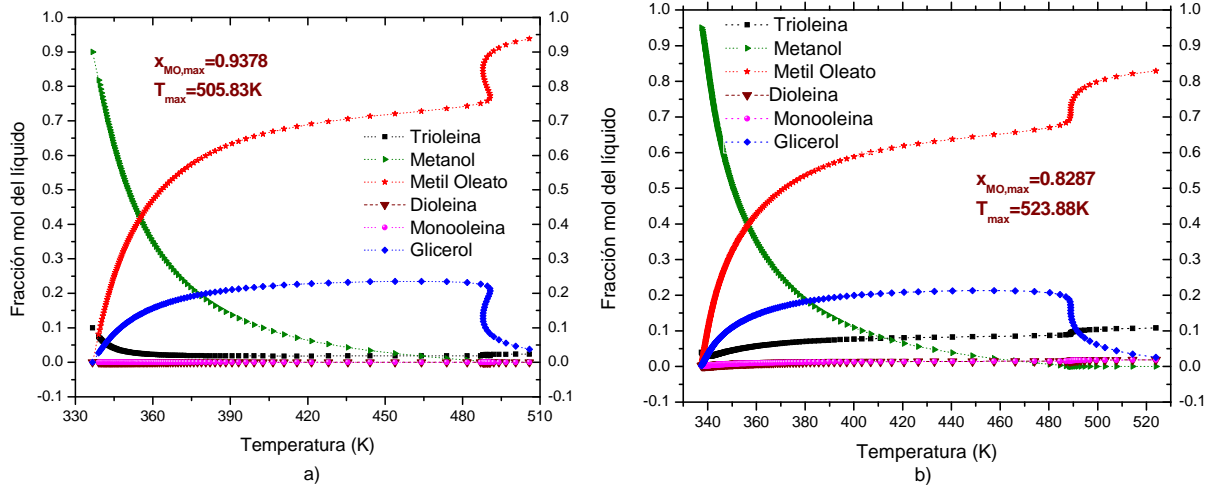 1.0
0.9
0.8
0.7
0.6
0.5
0.4
0.3
0.2
0.1
0.0
-0.1
Fracción mol del líquido
x_MO,max=0.9378
T_max=505.83K
Trioleina
Metanol
Metil Oleato
Dioleina
Monooleina
Glicerol
1.0
0.9
0.8
0.7
0.6
0.5
0.4
0.3
0.2
0.1
0.0
-0.1
330 360 390 420 450 480 510
Temperatura (K)
a)
1.0
0.9
0.8
0.7
0.6
0.5
0.4
0.3
0.2
0.1
0.0
-0.1
Fracción mol del líquido
Trioleina
Metanol
Metil Oleato
Dioleina
Monooleina
Glicerol
x_MO,max=0.8287
T_max=523.88K
1.0
0.9
0.8
0.7
0.6
0.5
0.4
0.3
0.2
0.1
0.0
-0.1
340 360 380 400 420 440 460 480 500 520
Temperatura (K)
b)